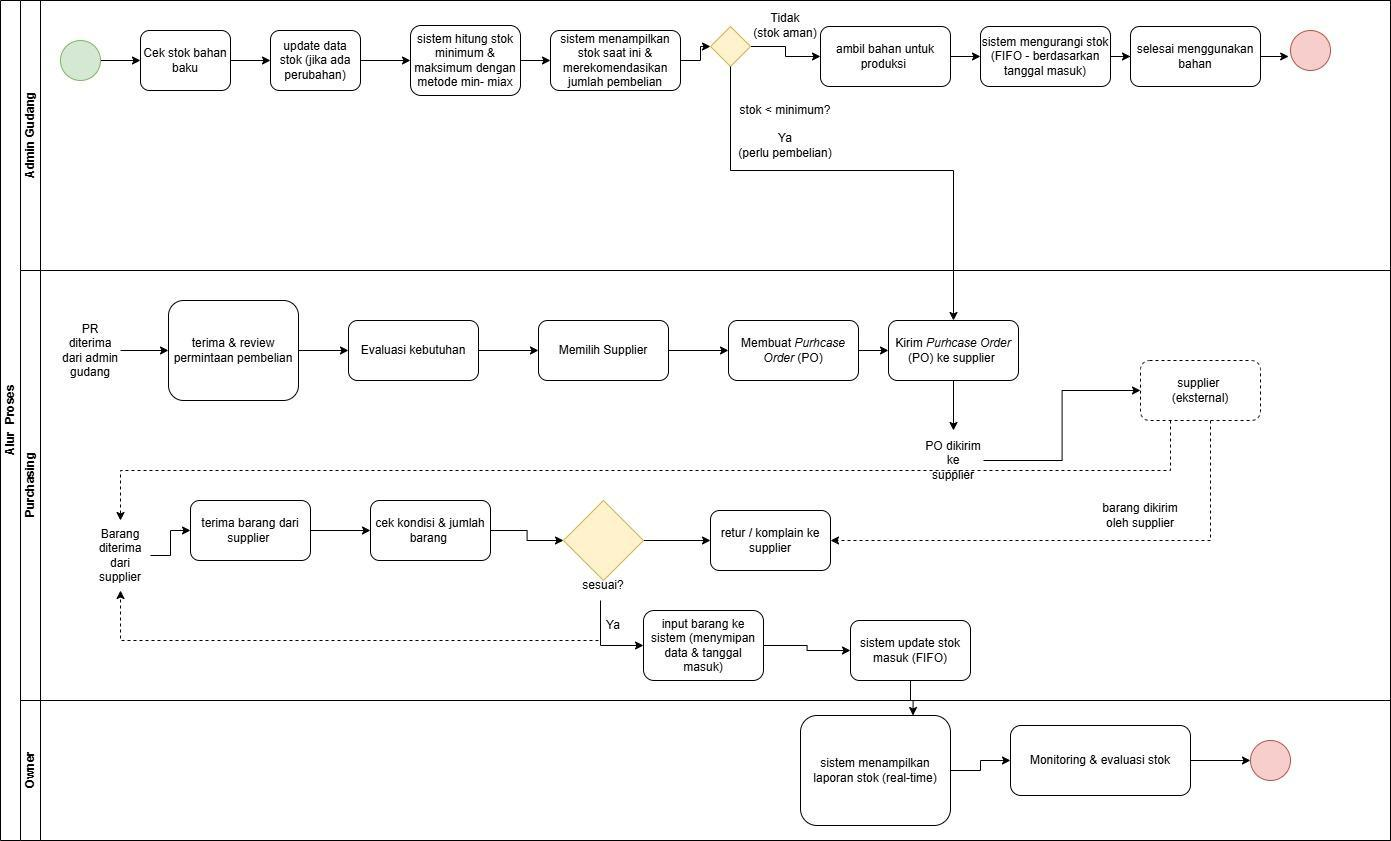 Alur Proses
Admin Gudang
Cek stok bahan
baku
update data
stok (jika ada
perubahan)
sistem hitung stok
minimum &
maksimum dengan
metode min- miax
sistem menampilkan
stok saat ini &
merekomendasikan
jumlah pembelian
Tidak
(stok aman)
ambil bahan untuk
produksi
sistem mengurangi stok
(FIFO - berdasarkan
tanggal masuk)
selesai menggunakan
bahan
stok < minimum?
Ya
(perlu pembelian)
Purchasing
PR
diterima
dari admin
gudang
terima & review
permintaan pembelian
Evaluasi kebutuhan
Memilih Supplier
Membuat Purhcase
Order (PO)
Kirim Purhcase Order
(PO) ke supplier
supplier
(eksternal)
PO dikirim
ke
supplier
barang dikirim
oleh supplier
Barang
diterima
dari
supplier
terima barang dari
supplier
cek kondisi & jumlah
barang
sesuai?
retur / komplain ke
supplier
Ya
input barang ke
sistem (menymipan
data & tanggal
masuk)
sistem update stok
masuk (FIFO)
Owner
sistem menampilkan
laporan stok (real-time)
Monitoring & evaluasi stok